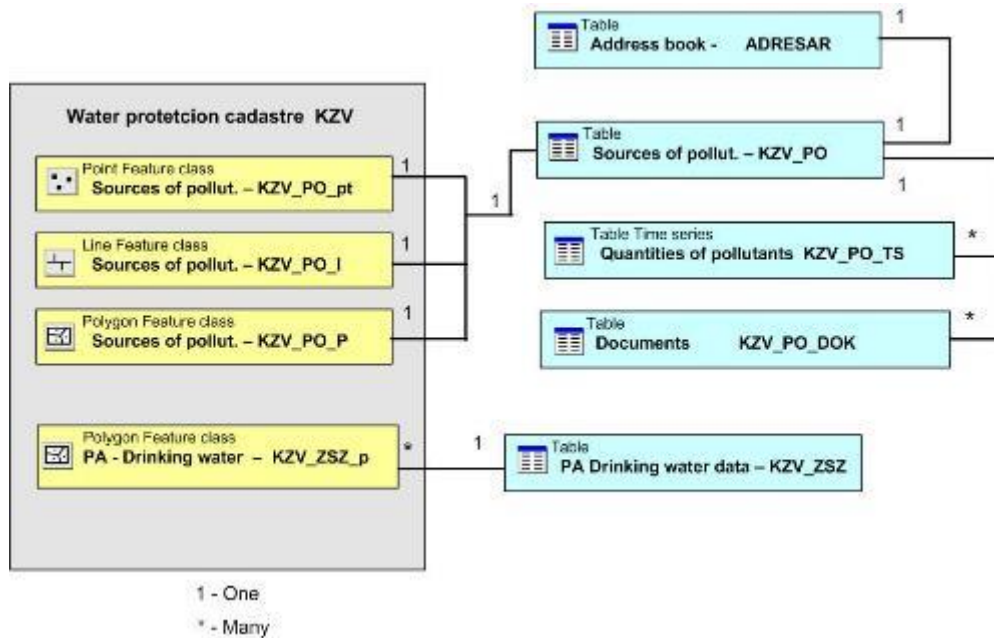 Table
Address book - ADRESAR
1
Water protetcion cadastre KZV
Point Feature class
Sources of pollut. – KZV_PO_pt
1
Line Feature class
Sources of pollut. – KZV_PO_l
1
Polygon Feature class
Sources of pollut. – KZV_PO_P
1
1
Table
Sources of pollut. – KZV_PO
1
1
Table Time series
Quantities of pollutants KZV_PO_TS
*
Table
Documents KZV_PO_DOK
*
Polygon Feature class
PA - Drinking water – KZV_ZSZ_p
*
1
Table
PA Drinking water data – KZV_ZSZ
1 - One
* - Many